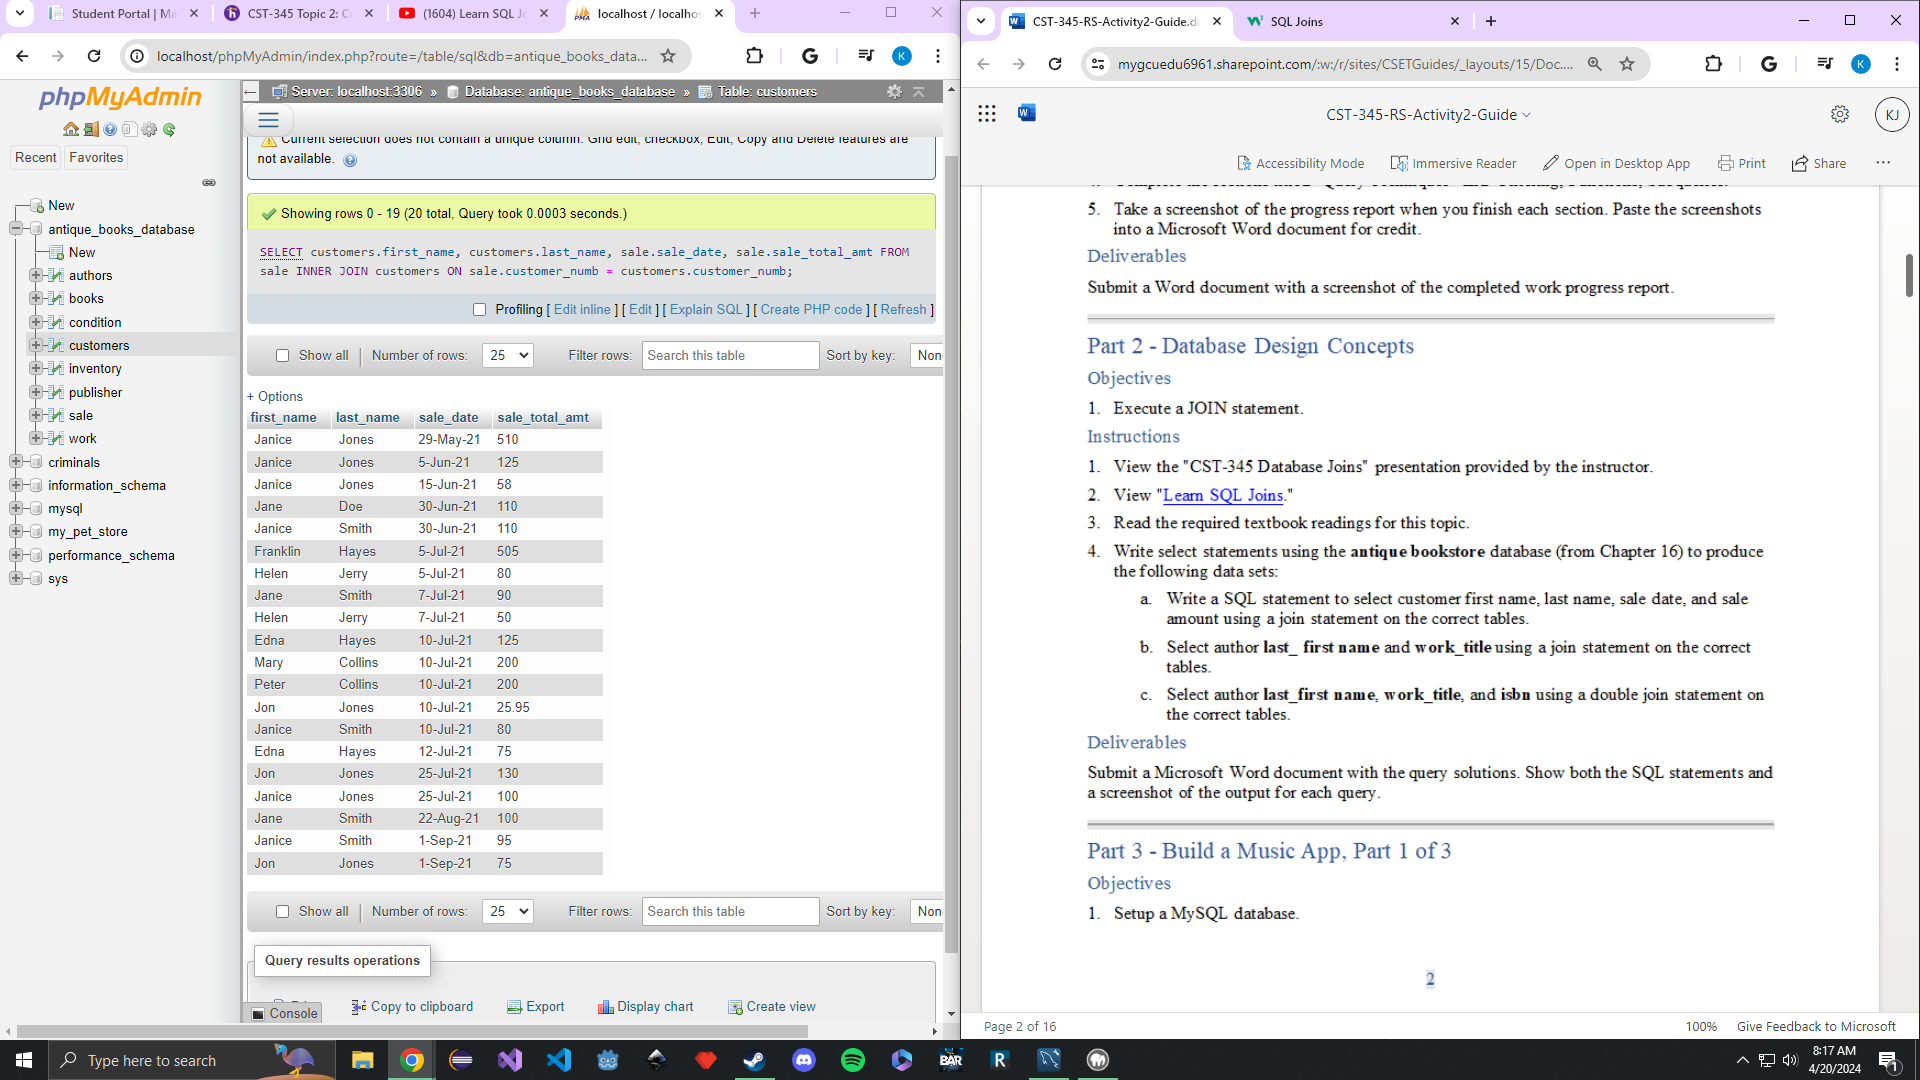 Student Portal | Ma
CST-345 Topic 2: C
(1604) Learn SQL J
localhost / localhos
localhost/phpMyAdmin/index.php?route=/table/sql&db=antique_books_data...
K
phpMyAdmin
Recent
Favorites
New
antique_books_database
New
authors
books
condition
customers
inventory
publisher
sale
work
criminals
information_schema
mysql
my_pet_store
performance_schema
sys
Server: localhost:3306 » Database: antique_books_database » Table: customers
Current selection does not contain a unique column. Grid edit, checkbox, Edit, Copy and Delete features are
not available.
Showing rows 0 - 19 (20 total, Query took 0.0003 seconds.)
SELECT customers.first_name, customers.last_name, sale.sale_date, sale.sale_total_amt FROM
sale INNER JOIN customers ON sale.customer_numb = customers.customer_numb;
Profiling [ Edit inline ] [ Edit ] [ Explain SQL ] [ Create PHP code ] [ Refresh ]
Show all | Number of rows: 25 Filter rows: Search this table Sort by key: Non
+ Options
first_name last_name sale_date sale_total_amt
Janice Jones 29-May-21 510
Janice Jones 5-Jun-21 125
Janice Jones 15-Jun-21 58
Jane Doe 30-Jun-21 110
Janice Smith 30-Jun-21 110
Franklin Hayes 5-Jul-21 505
Helen Jerry 5-Jul-21 80
Jane Smith 7-Jul-21 90
Helen Jerry 7-Jul-21 50
Edna Hayes 10-Jul-21 125
Mary Collins 10-Jul-21 200
Peter Collins 10-Jul-21 200
Jon Jones 10-Jul-21 25.95
Janice Smith 10-Jul-21 80
Edna Hayes 12-Jul-21 75
Jon Jones 25-Jul-21 130
Janice Jones 25-Jul-21 100
Jane Smith 22-Aug-21 100
Janice Smith 1-Sep-21 95
Jon Jones 1-Sep-21 75
Show all | Number of rows: 25 Filter rows: Search this table Sort by key: Non
Query results operations
Copy to clipboard Export Display chart Create view
Console
CST-345-RS-Activity2-Guide.do
SQL Joins
mygcuedu6961.sharepoint.com/:w:/r/sites/CSETGuides/_layouts/15/Doc....
K
CST-345-RS-Activity2-Guide
KJ
Accessibility Mode Immersive Reader Open in Desktop App Print Share ...
5. Take a screenshot of the progress report when you finish each section. Paste the screenshots
into a Microsoft Word document for credit.
Deliverables
Submit a Word document with a screenshot of the completed work progress report.
Part 2 - Database Design Concepts
Objectives
1. Execute a JOIN statement.
Instructions
1. View the "CST-345 Database Joins" presentation provided by the instructor.
2. View "Learn SQL Joins."
3. Read the required textbook readings for this topic.
4. Write select statements using the antique bookstore database (from Chapter 16) to produce
the following data sets:
a. Write a SQL statement to select customer first name, last name, sale date, and sale
amount using a join statement on the correct tables.
b. Select author last_ first name and work_title using a join statement on the correct
tables.
c. Select author last_first name, work_title, and isbn using a double join statement on
the correct tables.
Deliverables
Submit a Microsoft Word document with the query solutions. Show both the SQL statements and
a screenshot of the output for each query.
Part 3 - Build a Music App, Part 1 of 3
Objectives
1. Setup a MySQL database.
2
Page 2 of 16
100% Give Feedback to Microsoft
Type here to search
BAR
R
8:17 AM
4/20/2024
1